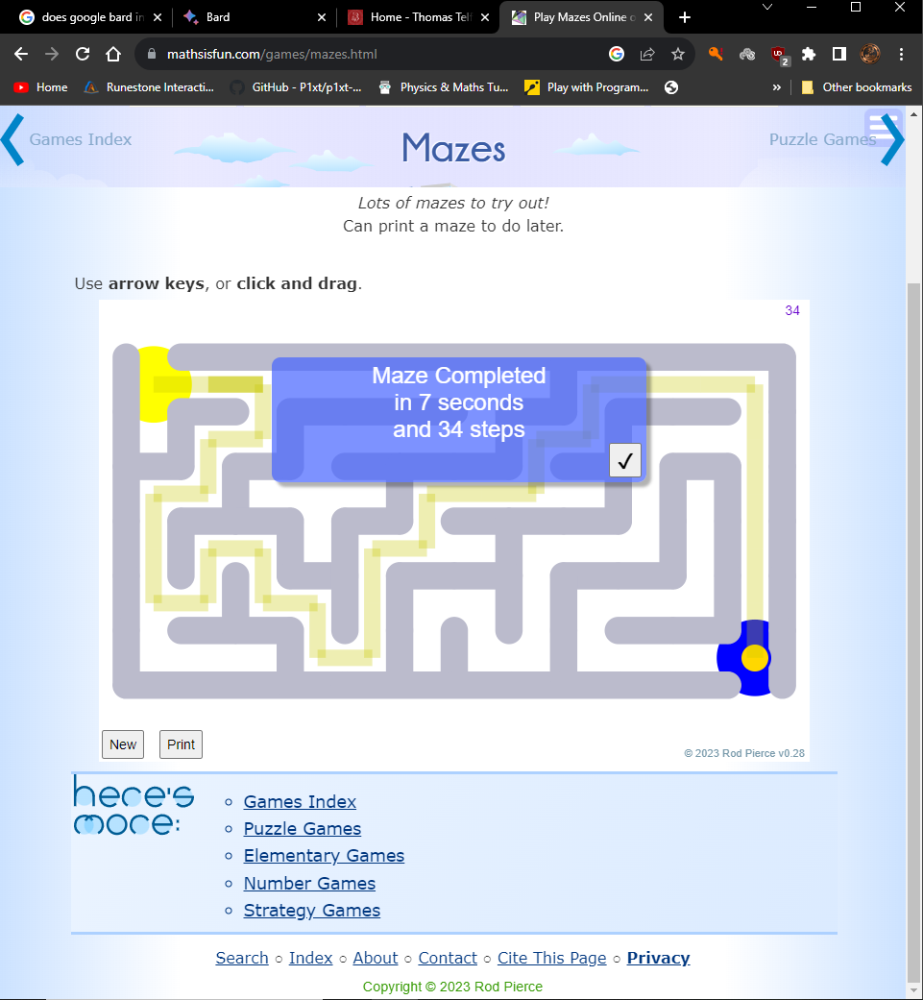 does google bard in
Bard
Home - Thomas Telf
Play Mazes Online o
mathsisfun.com/games/mazes.html
2
Home
Runestone Interacti...
GitHub - P1xt/p1xt-...
Physics & Maths Tu...
Play with Program...
»
Other bookmarks
Games Index
Mazes
Puzzle Games
Lots of mazes to try out!
Can print a maze to do later.
Use arrow keys, or click and drag.
34
Maze Completed
in 7 seconds
and 34 steps
✓
New
Print
© 2023 Rod Pierce v0.28
here's
more:
Games Index
Puzzle Games
Elementary Games
Number Games
Strategy Games
Search ○ Index ○ About ○ Contact ○ Cite This Page ○ Privacy
Copyright © 2023 Rod Pierce